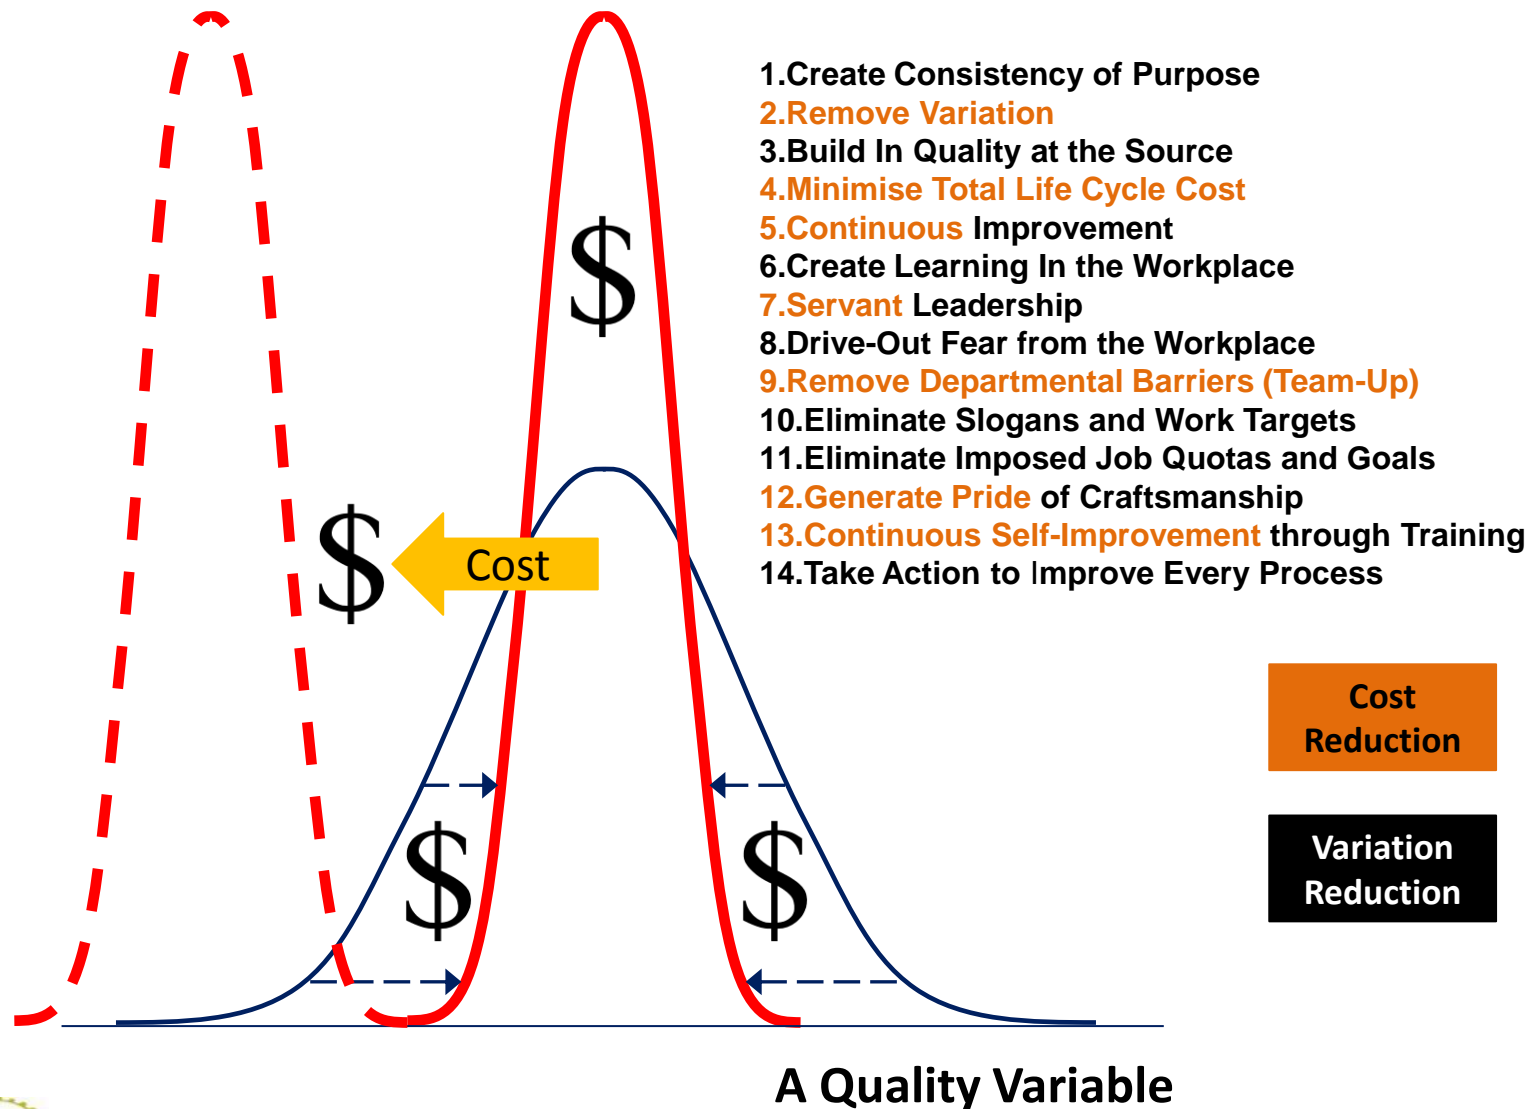 1.Create Consistency of Purpose
2.Remove Variation
3.Build In Quality at the Source
4.Minimise Total Life Cycle Cost
5.Continuous Improvement
6.Create Learning In the Workplace
7.Servant Leadership
8.Drive-Out Fear from the Workplace
9.Remove Departmental Barriers (Team-Up)
10.Eliminate Slogans and Work Targets
11.Eliminate Imposed Job Quotas and Goals
12.Generate Pride of Craftsmanship
13.Continuous Self-Improvement through Training
14.Take Action to Improve Every Process
$
$
Cost
$
$
Cost
Reduction
Variation
Reduction
A Quality Variable